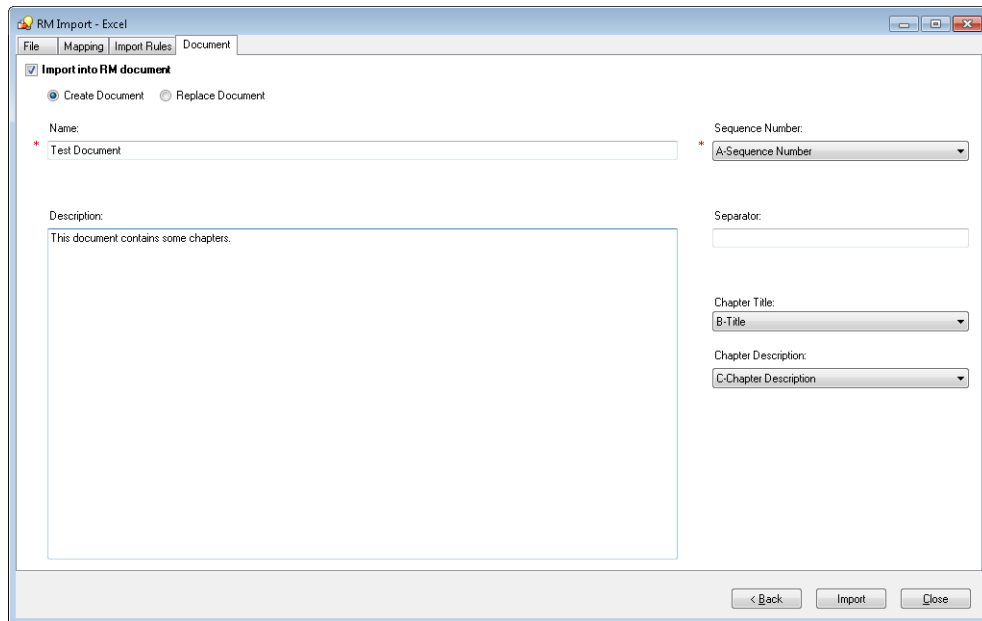 RM Import - Excel
File Mapping Import Rules Document
Import into RM document
Create Document Replace Document
Name: Sequence Number:
* Test Document * A-Sequence Number
Description: Separator:
This document contains some chapters.
Chapter Title:
B-Title
Chapter Description:
C-Chapter Description
< Back Import Close